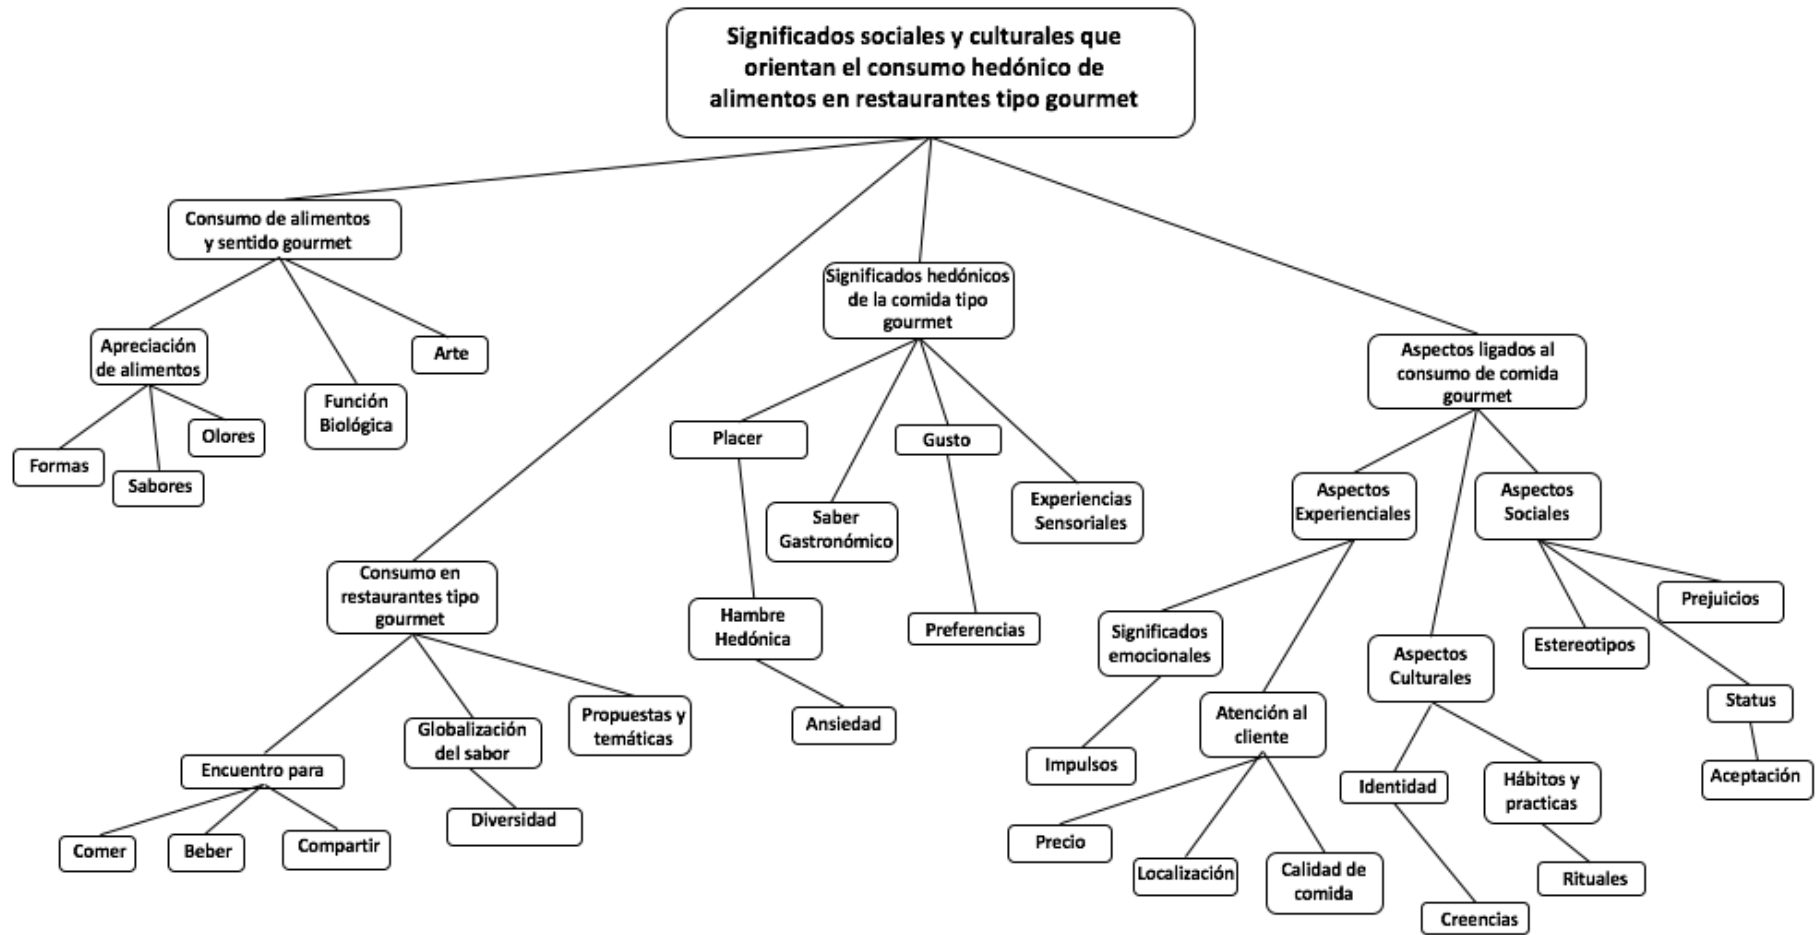 Significados sociales y culturales que
orientan el consumo hedónico de
alimentos en restaurantes tipo gourmet
Consumo de alimentos
y sentido gourmet
Apreciación
de alimentos
Formas
Sabores
Olores
Función
Biológica
Arte
Consumo en
restaurantes tipo
gourmet
Encuentro para
Comer
Beber
Compartir
Globalización
del sabor
Diversidad
Propuestas y
temáticas
Significados hedónicos
de la comida tipo
gourmet
Placer
Hambre
Hedónica
Ansiedad
Saber
Gastronómico
Gusto
Preferencias
Experiencias
Sensoriales
Aspectos ligados al
consumo de comida
gourmet
Aspectos
Experienciales
Significados
emocionales
Impulsos
Atención al
cliente
Precio
Localización
Calidad de
comida
Aspectos
Culturales
Identidad
Creencias
Hábitos y
practicas
Rituales
Aspectos
Sociales
Estereotipos
Prejuicios
Status
Aceptación